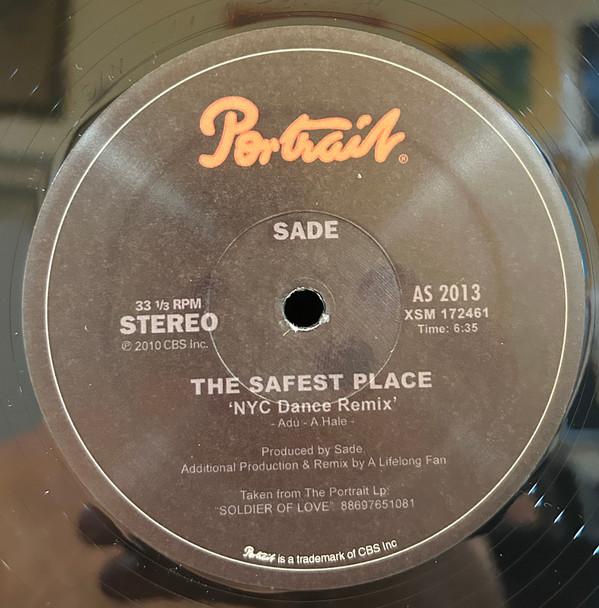 Portrait®
SADE
33 1/3 RPM
STEREO
℗ 2010 CBS Inc.
AS 2013
XSM 172461
Time: 6:35
THE SAFEST PLACE
'NYC Dance Remix'
- Adu - A Hale -
Produced by Sade
Additional Production & Remix by A Lifelong Fan
Taken from The Portrait Lp:
"SOLDIER OF LOVE" 88697651081
Portrait is a trademark of CBS Inc